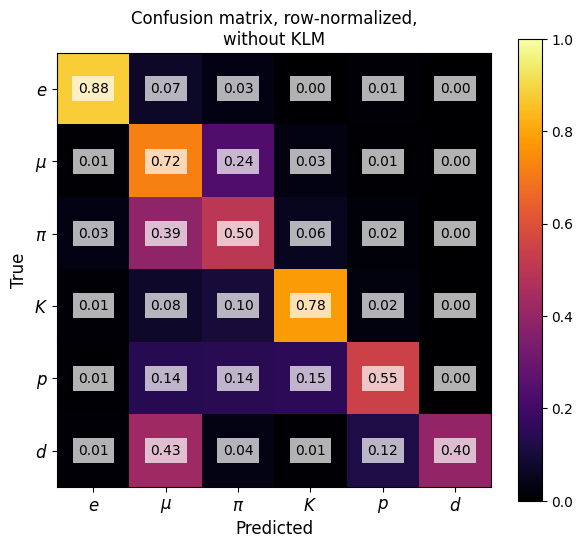 Confusion matrix, row-normalized,
without KLM
e 0.88 0.07 0.03 0.00 0.01 0.00
μ 0.01 0.72 0.24 0.03 0.01 0.00
π 0.03 0.39 0.50 0.06 0.02 0.00
K 0.01 0.08 0.10 0.78 0.02 0.00
p 0.01 0.14 0.14 0.15 0.55 0.00
d 0.01 0.43 0.04 0.01 0.12 0.40
e μ π K p d
Predicted
True
1.0
0.8
0.6
0.4
0.2
0.0